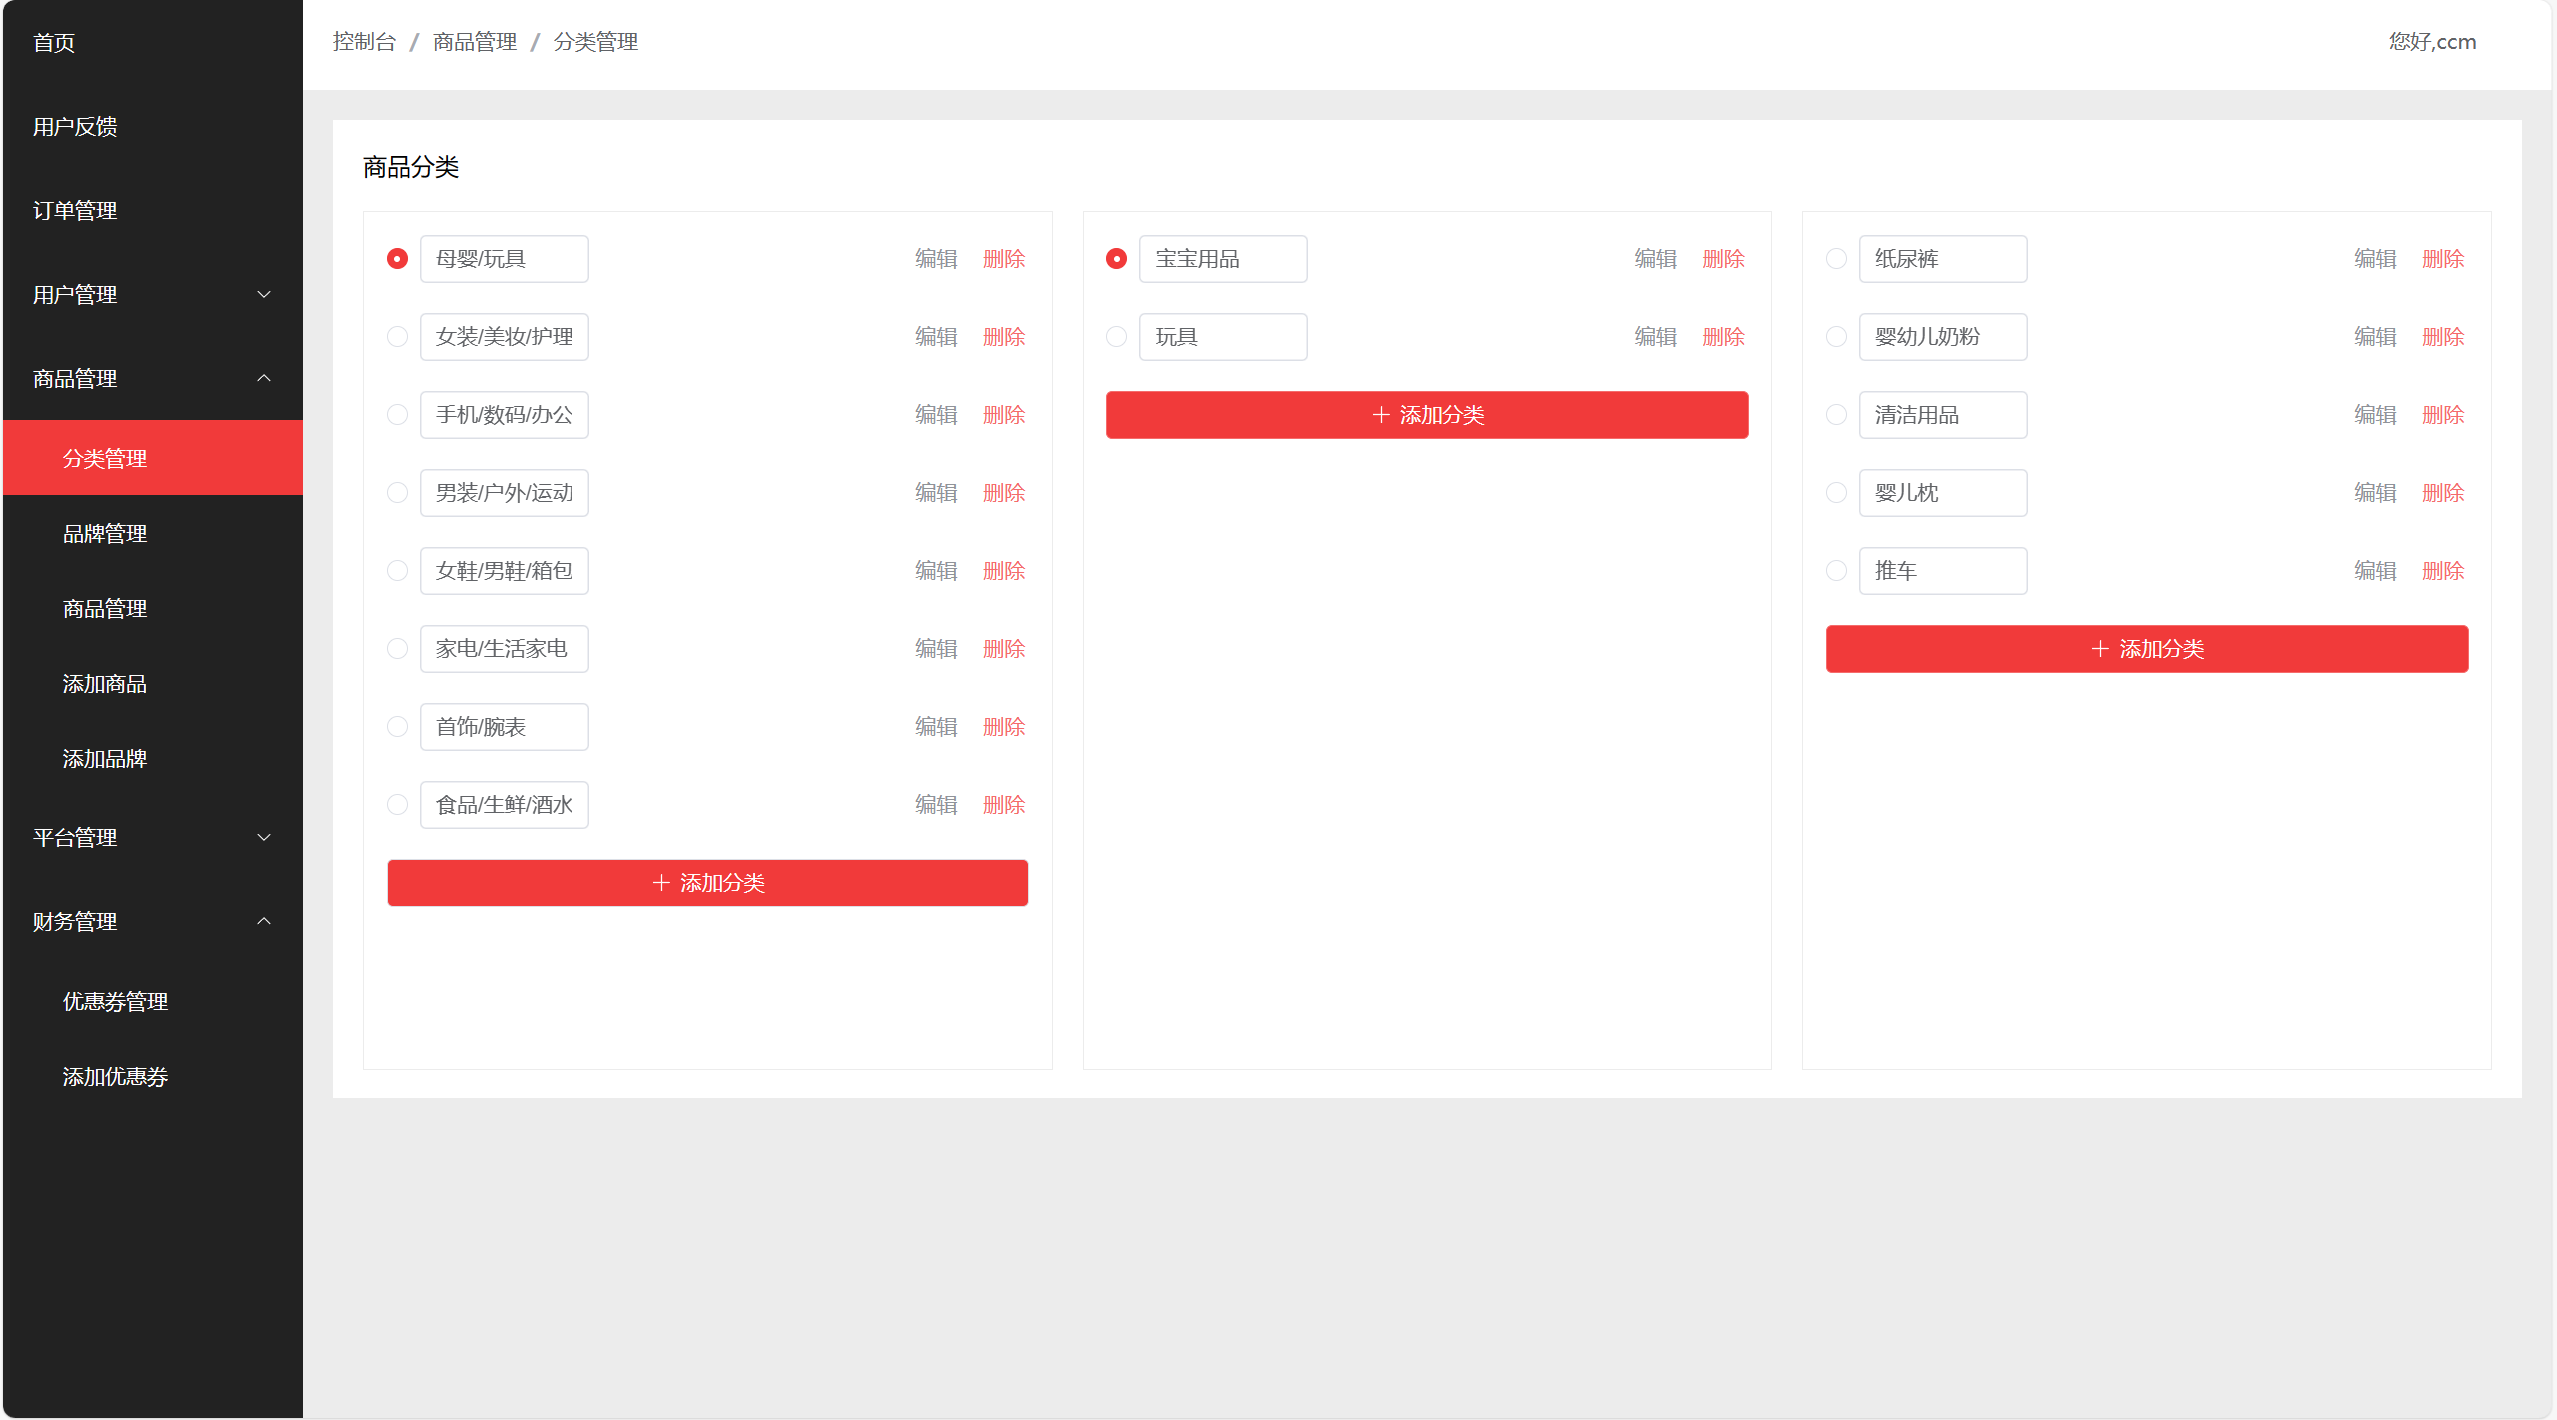 首页
用户反馈
订单管理
用户管理
商品管理
分类管理
品牌管理
商品管理
添加商品
添加品牌
平台管理
财务管理
优惠券管理
添加优惠券
控制台 / 商品管理 / 分类管理
您好,ccm
商品分类
母婴/玩具 编辑 删除
女装/美妆/护理 编辑 删除
手机/数码/办公 编辑 删除
男装/户外/运动 编辑 删除
女鞋/男鞋/箱包 编辑 删除
家电/生活家电 编辑 删除
首饰/腕表 编辑 删除
食品/生鲜/酒水 编辑 删除
+ 添加分类
宝宝用品 编辑 删除
玩具 编辑 删除
+ 添加分类
纸尿裤 编辑 删除
婴幼儿奶粉 编辑 删除
清洁用品 编辑 删除
婴儿枕 编辑 删除
推车 编辑 删除
+ 添加分类